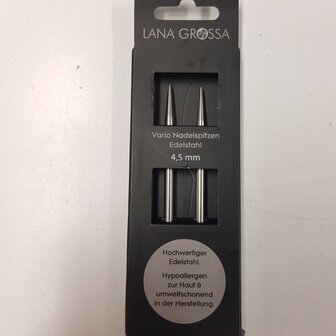 LANA GROSSA
Vario Nadelspitzen
Edelstahl
4,5 mm
Hochwertiger
Edelstahl.
Hypoallergen
zur Haut &
umweltschonend
in der Herstellung.